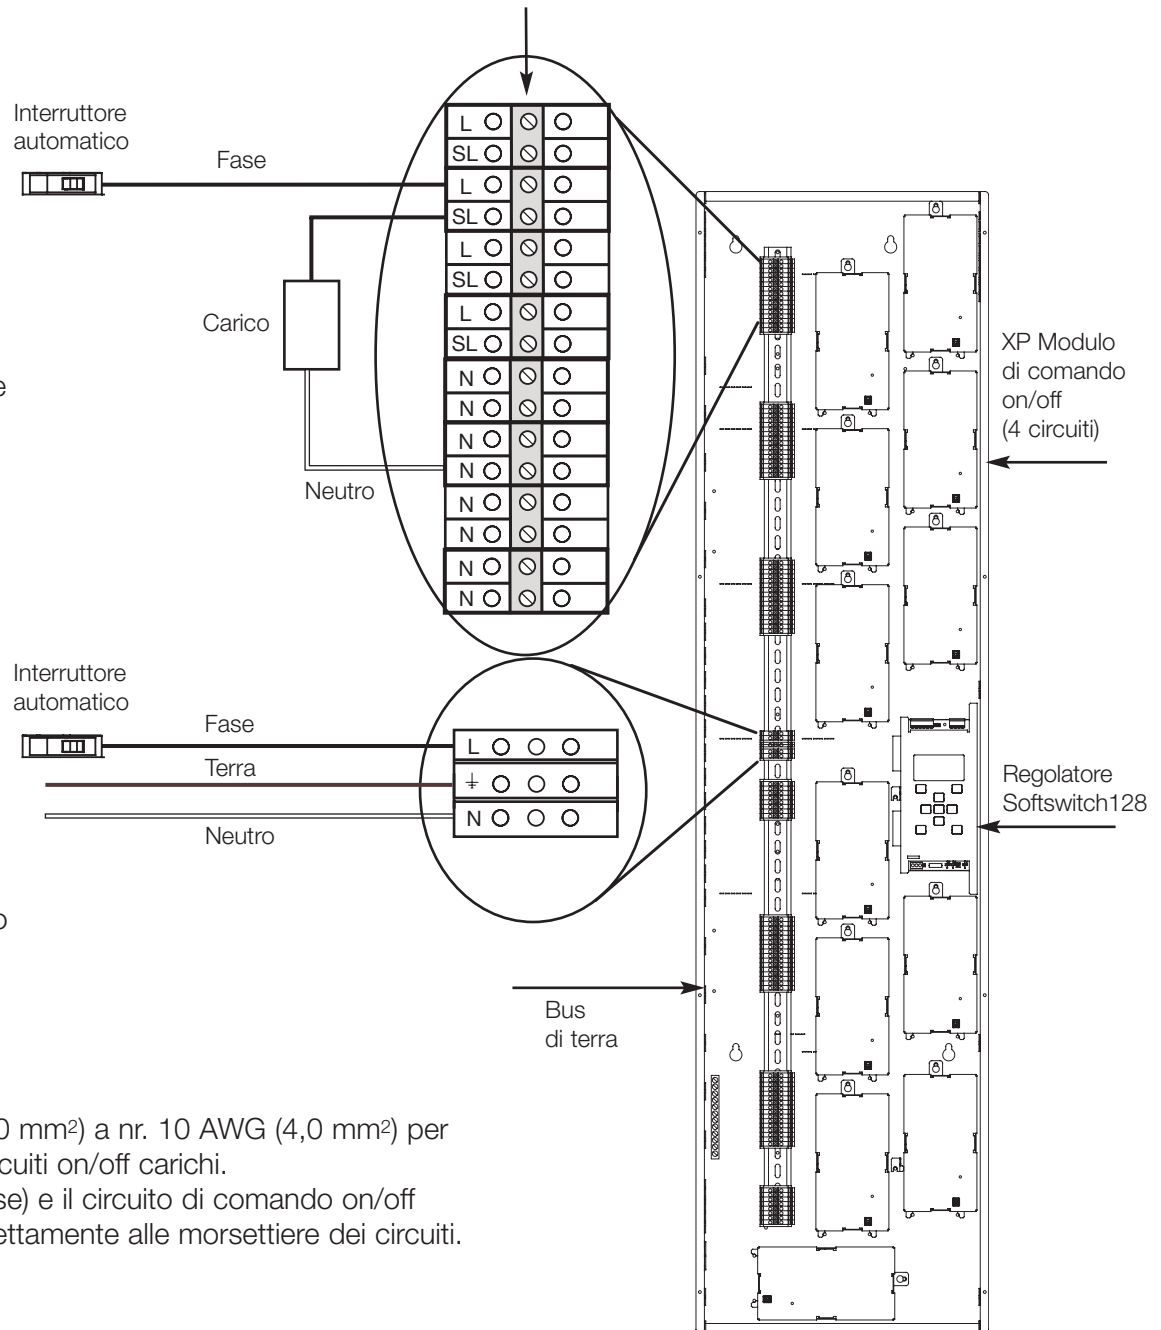 Interruttore
automatico
Fase
L
SL
L
SL
L
SL
L
SL
N
N
N
N
N
N
N
N
Carico
Neutro
e
XP Modulo
di comando
on/off
(4 circuiti)
Interruttore
automatico
Fase
L
Terra
Neutro
N
Regolatore
Softswitch128
o
Bus
di terra
0 mm²) a nr. 10 AWG (4,0 mm²) per
cuiti on/off carichi.
se) e il circuito di comando on/off
ettamente alle morsettiere dei circuiti.